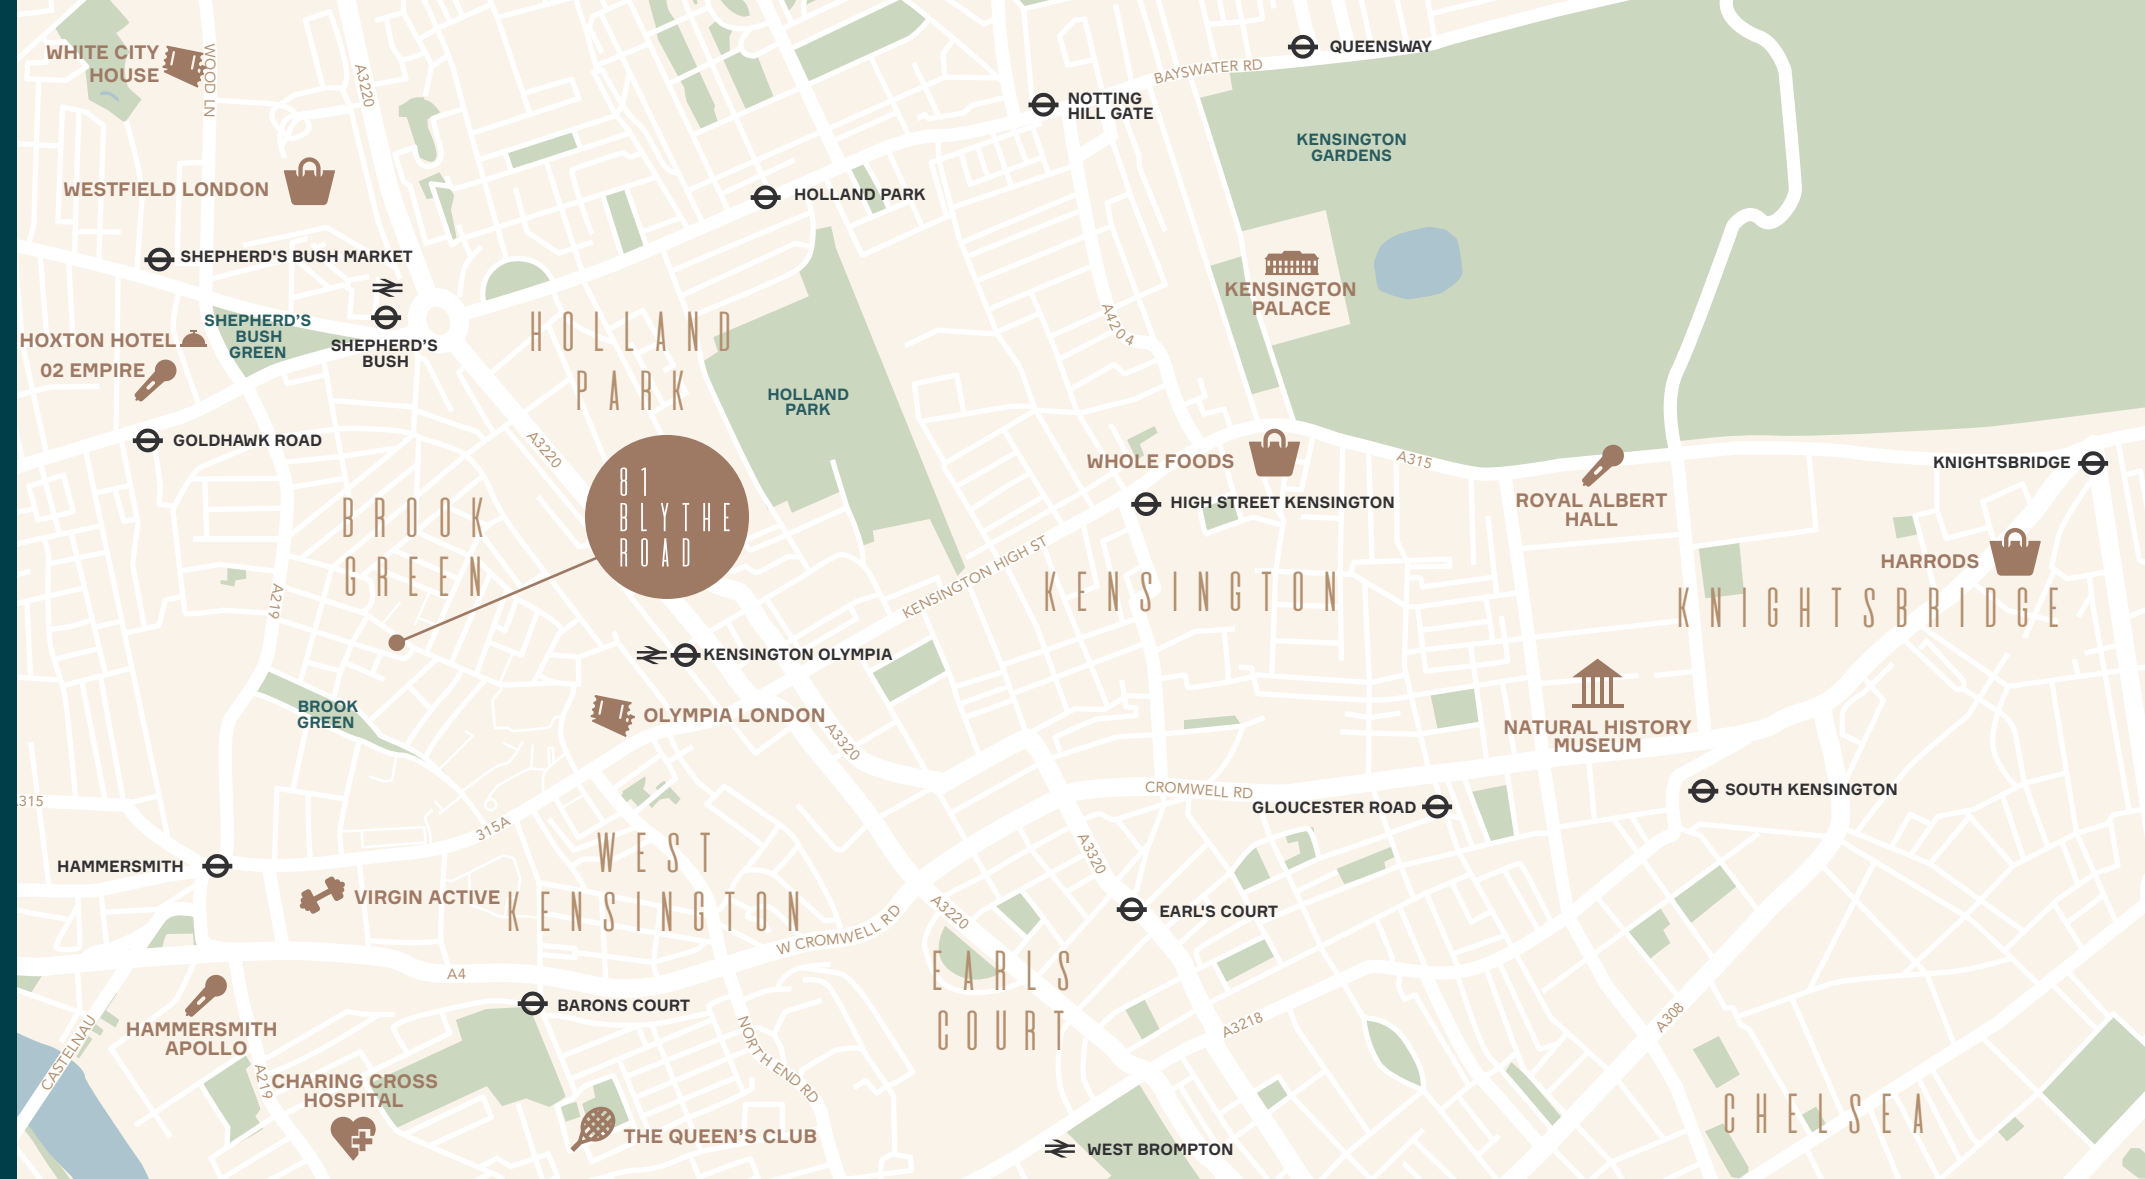 WHITE CITY
HOUSE
WOOD LN
A3220
QUEENSWAY
BAYSWATER RD
NOTTING
HILL GATE
KENSINGTON
GARDENS
WESTFIELD LONDON
HOLLAND PARK
SHEPHERD'S BUSH MARKET
KENSINGTON
PALACE
SHEPHERD'S
BUSH
GREEN
HOXTON HOTEL
SHEPHERD'S
BUSH
02 EMPIRE
HOLLAND
PARK
A4204
HOLLAND
PARK
GOLDHAWK ROAD
A3220
81
BLYTHE
ROAD
WHOLE FOODS
A315
KNIGHTSBRIDGE
HIGH STREET KENSINGTON
ROYAL ALBERT
HALL
BROOK
GREEN
KENSINGTON HIGH ST
HARRODS
A219
KENSINGTON
KNIGHTSBRIDGE
KENSINGTON OLYMPIA
BROOK
GREEN
OLYMPIA LONDON
A3320
NATURAL HISTORY
MUSEUM
315
CROMWELL RD
GLOUCESTER ROAD
SOUTH KENSINGTON
315A
WEST
KENSINGTON
A3320
HAMMERSMITH
VIRGIN ACTIVE
W CROMWELL RD
A3220
EARL'S COURT
A4
EARLS
COURT
BARONS COURT
HAMMERSMITH
APOLLO
CASTELNAU
A219
NORTH END RD
A3218
A308
CHARING CROSS
HOSPITAL
THE QUEEN'S CLUB
WEST BROMPTON
CHELSEA